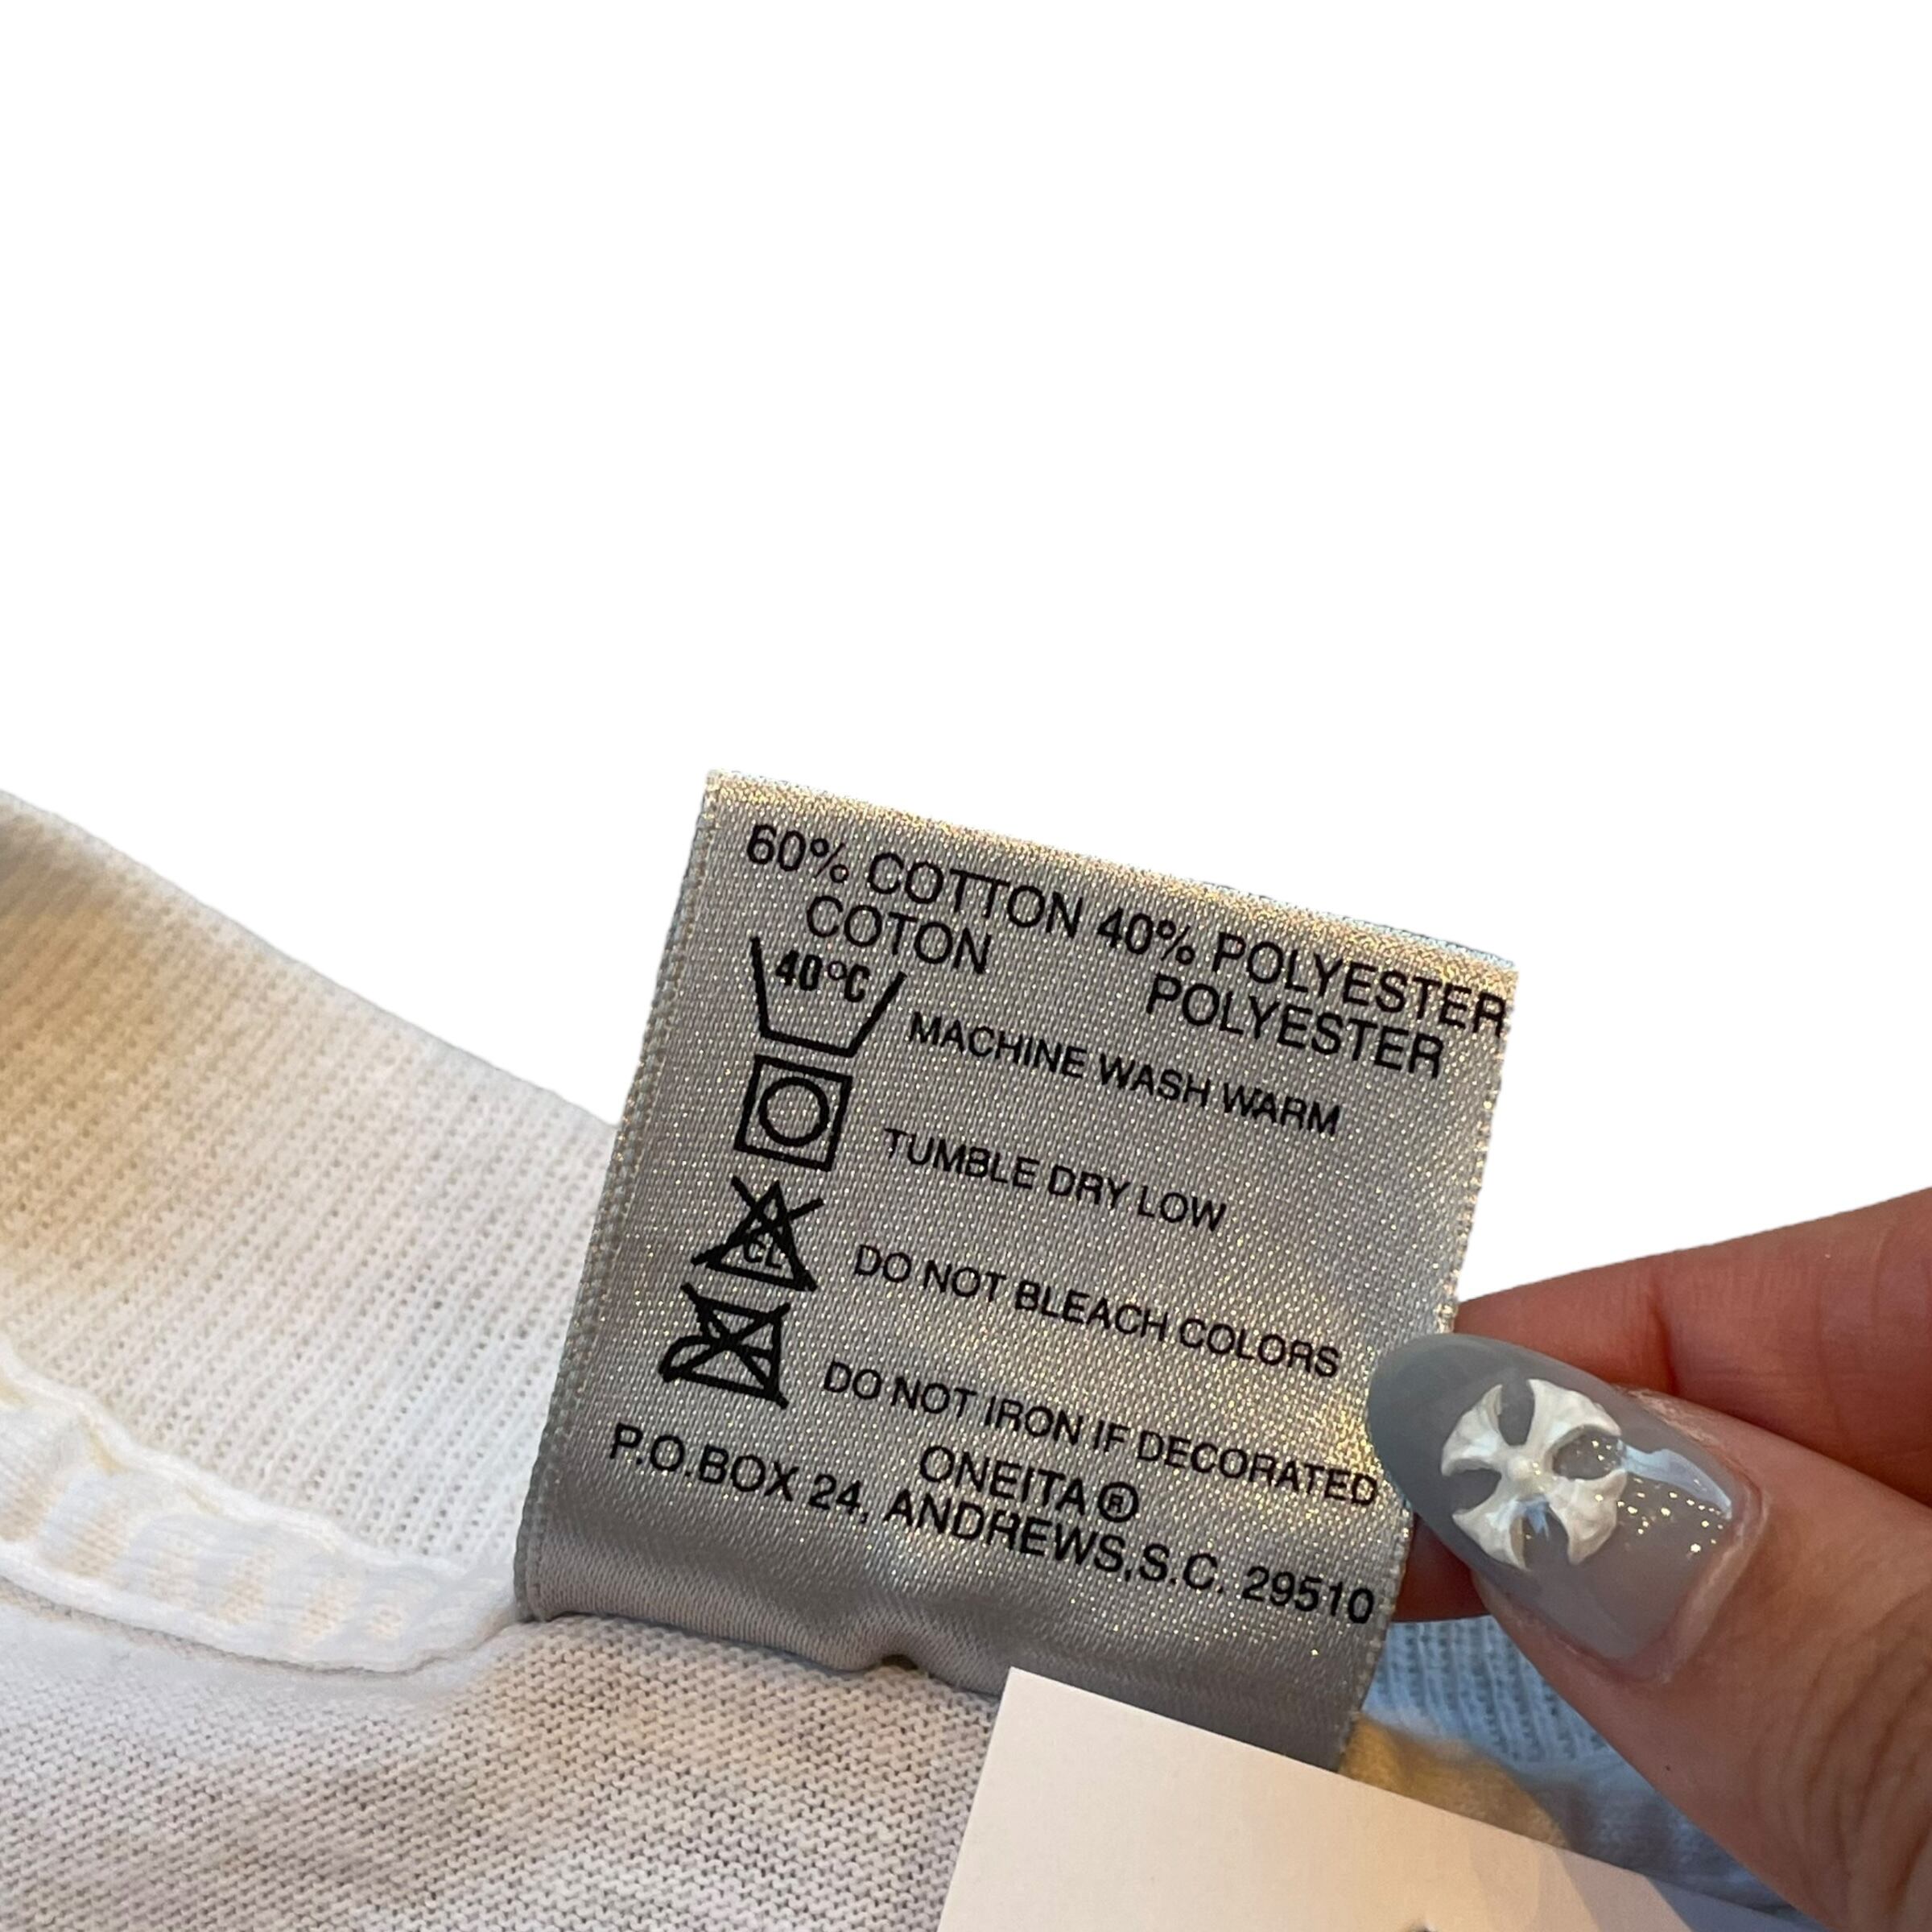 60% COTTON 40% POLYESTER
COTON POLYESTER
40°C MACHINE WASH WARM
TUMBLE DRY LOW
CL DO NOT BLEACH COLORS
DO NOT IRON IF DECORATED
ONEITA ®
P.O.BOX 24, ANDREWS,S.C. 29510